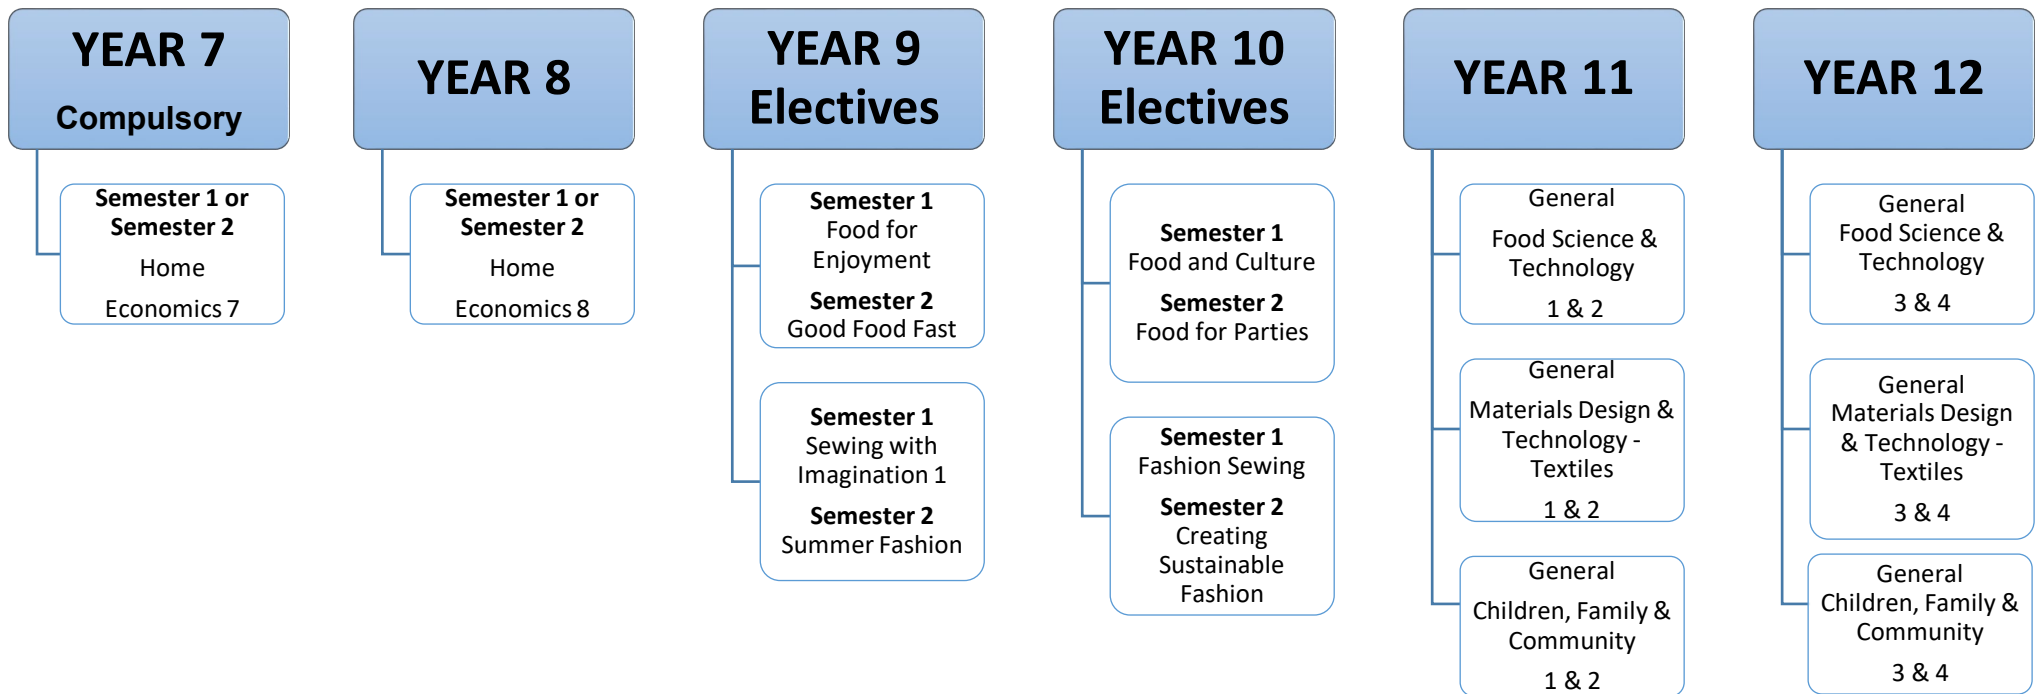 YEAR 7
Compulsory
Semester 1 or
Semester 2
Home
Economics 7
YEAR 8
Semester 1 or
Semester 2
Home
Economics 8
YEAR 9
Electives
Semester 1
Food for
Enjoyment
Semester 2
Good Food Fast
Semester 1
Sewing with
Imagination 1
Semester 2
Summer Fashion
YEAR 10
Electives
Semester 1
Food and Culture
Semester 2
Food for Parties
Semester 1
Fashion Sewing
Semester 2
Creating
Sustainable
Fashion
YEAR 11
General
Food Science &
Technology
1 & 2
General
Materials Design &
Technology -
Textiles
1 & 2
General
Children, Family &
Community
1 & 2
YEAR 12
General
Food Science &
Technology
3 & 4
General
Materials Design
& Technology -
Textiles
3 & 4
General
Children, Family &
Community
3 & 4